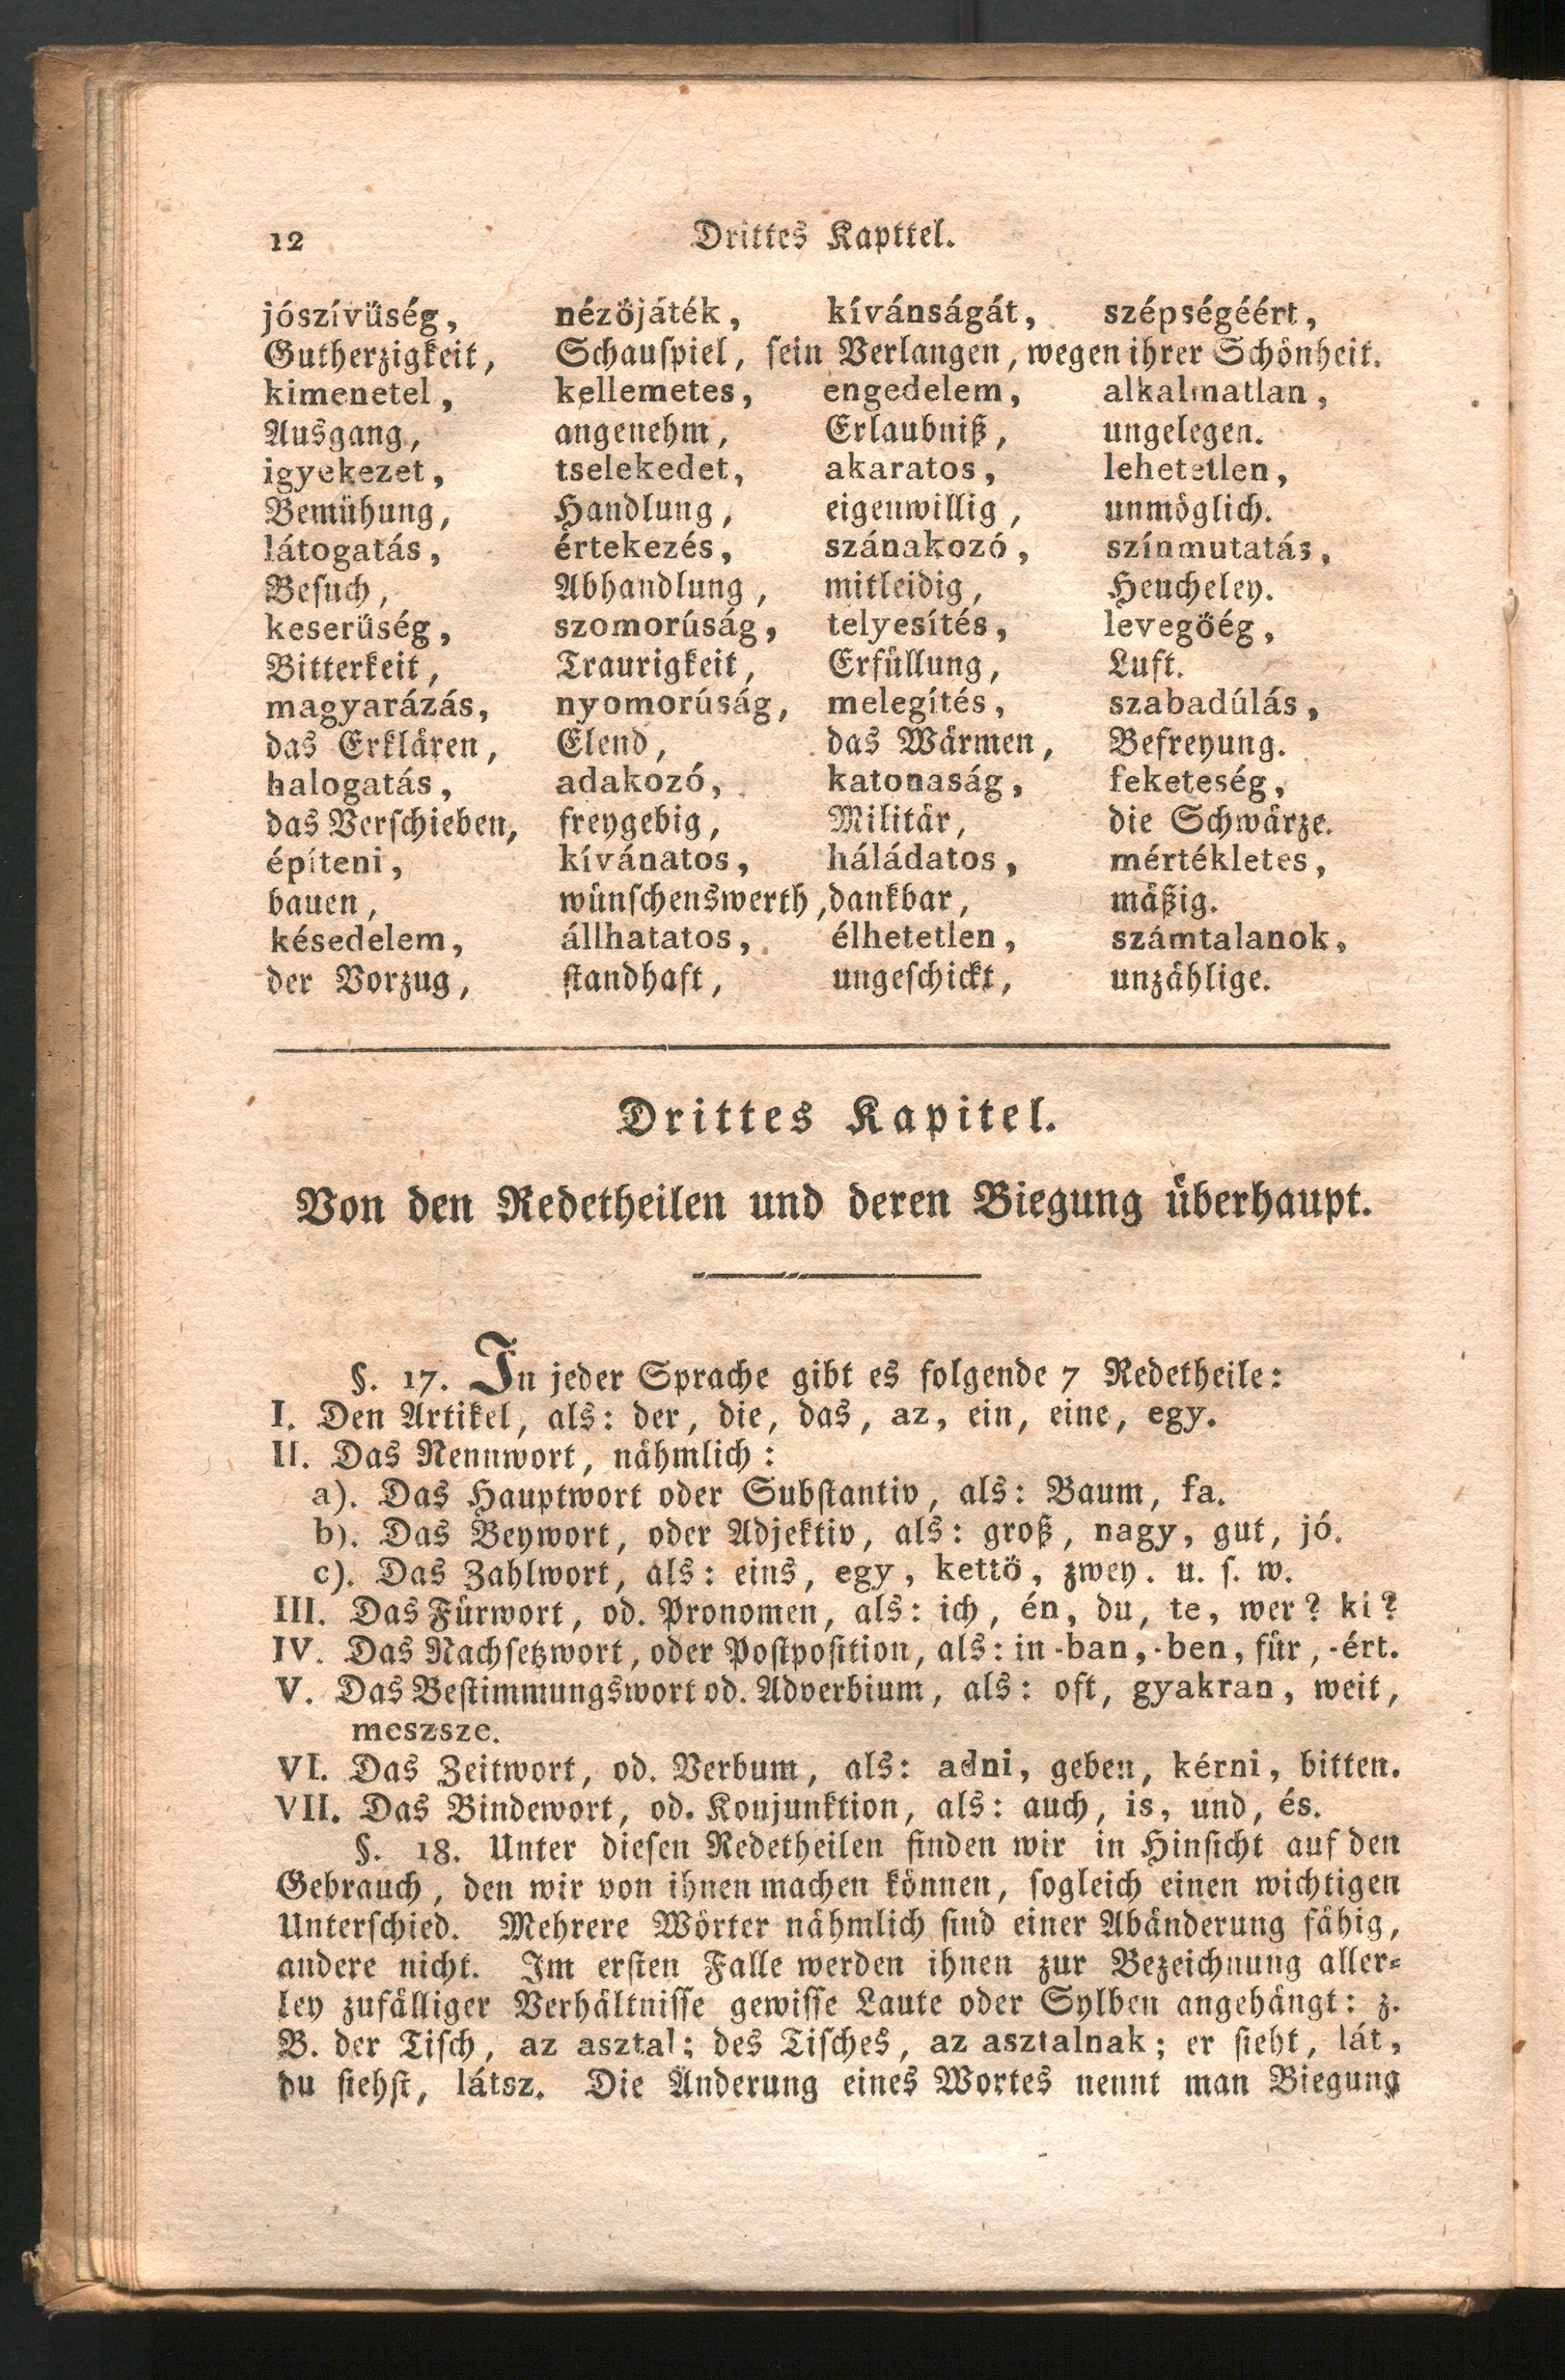 12 Drittes Kapttel.
jószívűség, nézőjáték, kívánságát, szépségéért,
Gutherzigkeit, Schauspiel, sein Verlangen, wegen ihrer Schönheit.
kimenetel, kellemetes, engedelem, alkalmatlan,
Ausgang, angenehm, Erlaubniß, ungelegen.
igyekezet, tselekedet, akaratos, lehetetlen,
Bemühung, Handlung, eigenwillig, unmöglich.
látogatás, értekezés, szánakozó, színmutatás,
Besuch, Abhandlung, mitleidig, Heucheley.
keserűség, szomorúság, telyesítés, levegőég,
Bitterkeit, Traurigkeit, Erfüllung, Luft.
magyarázás, nyomorúság, melegítés, szabadúlás,
das Erklären, Elend, das Wärmen, Befreyung.
halogatás, adakozó, katonaság, feketeség,
das Verschieben, freygebig, Militär, die Schwärze.
építeni, kívánatos, háládatos, mértékletes,
bauen, wünschenswerth, dankbar, mäßig.
késedelem, állhatatos, élhetetlen, számtalanok,
der Vorzug, standhaft, ungeschickt, unzählige.
Drittes Kapitel.
Von den Redetheilen und deren Biegung überhaupt.
§. 17. In jeder Sprache gibt es folgende 7 Redetheile:
I. Den Artikel, als: der, die, das, az, ein, eine, egy.
II. Das Nennwort, nähmlich:
a). Das Hauptwort oder Substantiv, als: Baum, fa.
b). Das Beywort, oder Adjektiv, als: groß, nagy, gut, jó.
c). Das Zahlwort, als: eins, egy, kettő, zwey. u. s. w.
III. Das Fürwort, od. Pronomen, als: ich, én, du, te, wer? ki?
IV. Das Nachsetzwort, oder Postposition, als: in -ban, -ben, für, -ért.
V. Das Bestimmungswort od. Adverbium, als: oft, gyakran, weit,
meszsze.
VI. Das Zeitwort, od. Verbum, als: adni, geben, kérni, bitten.
VII. Das Bindewort, od. Konjunktion, als: auch, is, und, és.
§. 18. Unter diesen Redetheilen finden wir in Hinsicht auf den
Gebrauch, den wir von ihnen machen können, sogleich einen wichtigen
Unterschied. Mehrere Wörter nähmlich sind einer Abänderung fähig,
andere nicht. Im ersten Falle werden ihnen zur Bezeichnung aller-
ley zufälliger Verhältnisse gewisse Laute oder Sylben angehängt: z.
B. der Tisch, az asztal; des Tisches, az asztalnak; er sieht, lát,
du siehst, látsz. Die Änderung eines Wortes nennt man Biegung